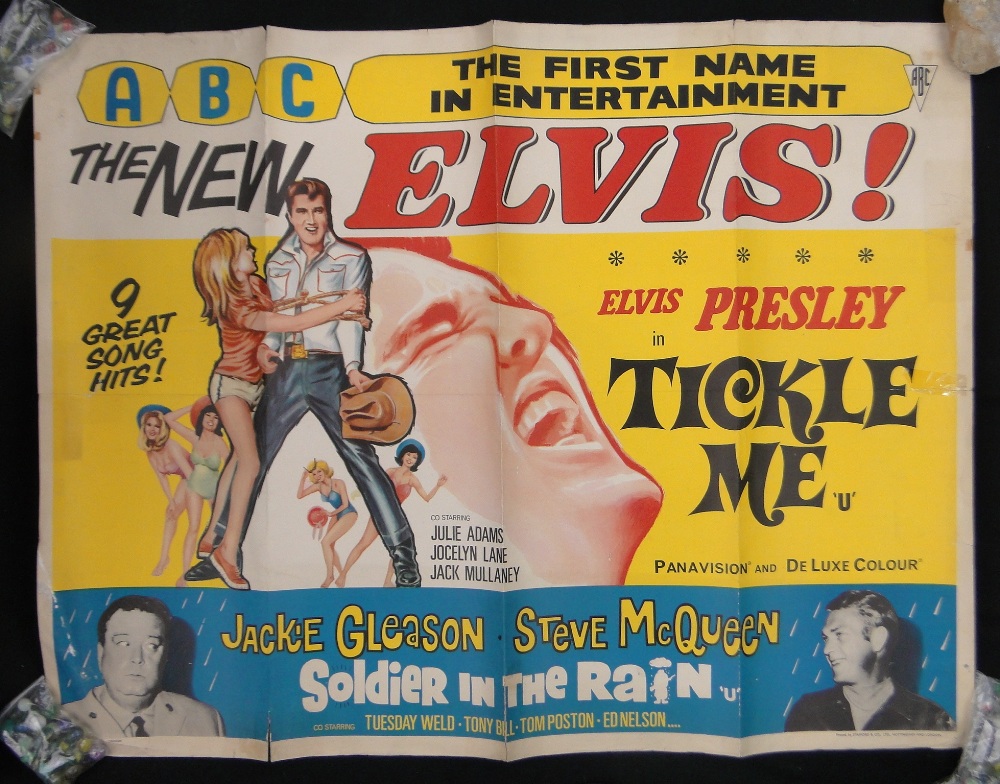 ABC
THE FIRST NAME
IN ENTERTAINMENT
ABC
THE NEW ELVIS!
9
GREAT
SONG
HITS!
* * * * *
ELVIS PRESLEY
in
TICKLE
ME 'U'
CO STARRING
JULIE ADAMS
JOCELYN LANE
JACK MULLANEY
PANAVISION® AND DE LUXE COLOUR®
JACKIE GLEASON · STEVE McQUEEN
SOLDIER IN THE RAIN 'U'
CO STARRING TUESDAY WELD · TONY BILL · TOM POSTON · ED NELSON....